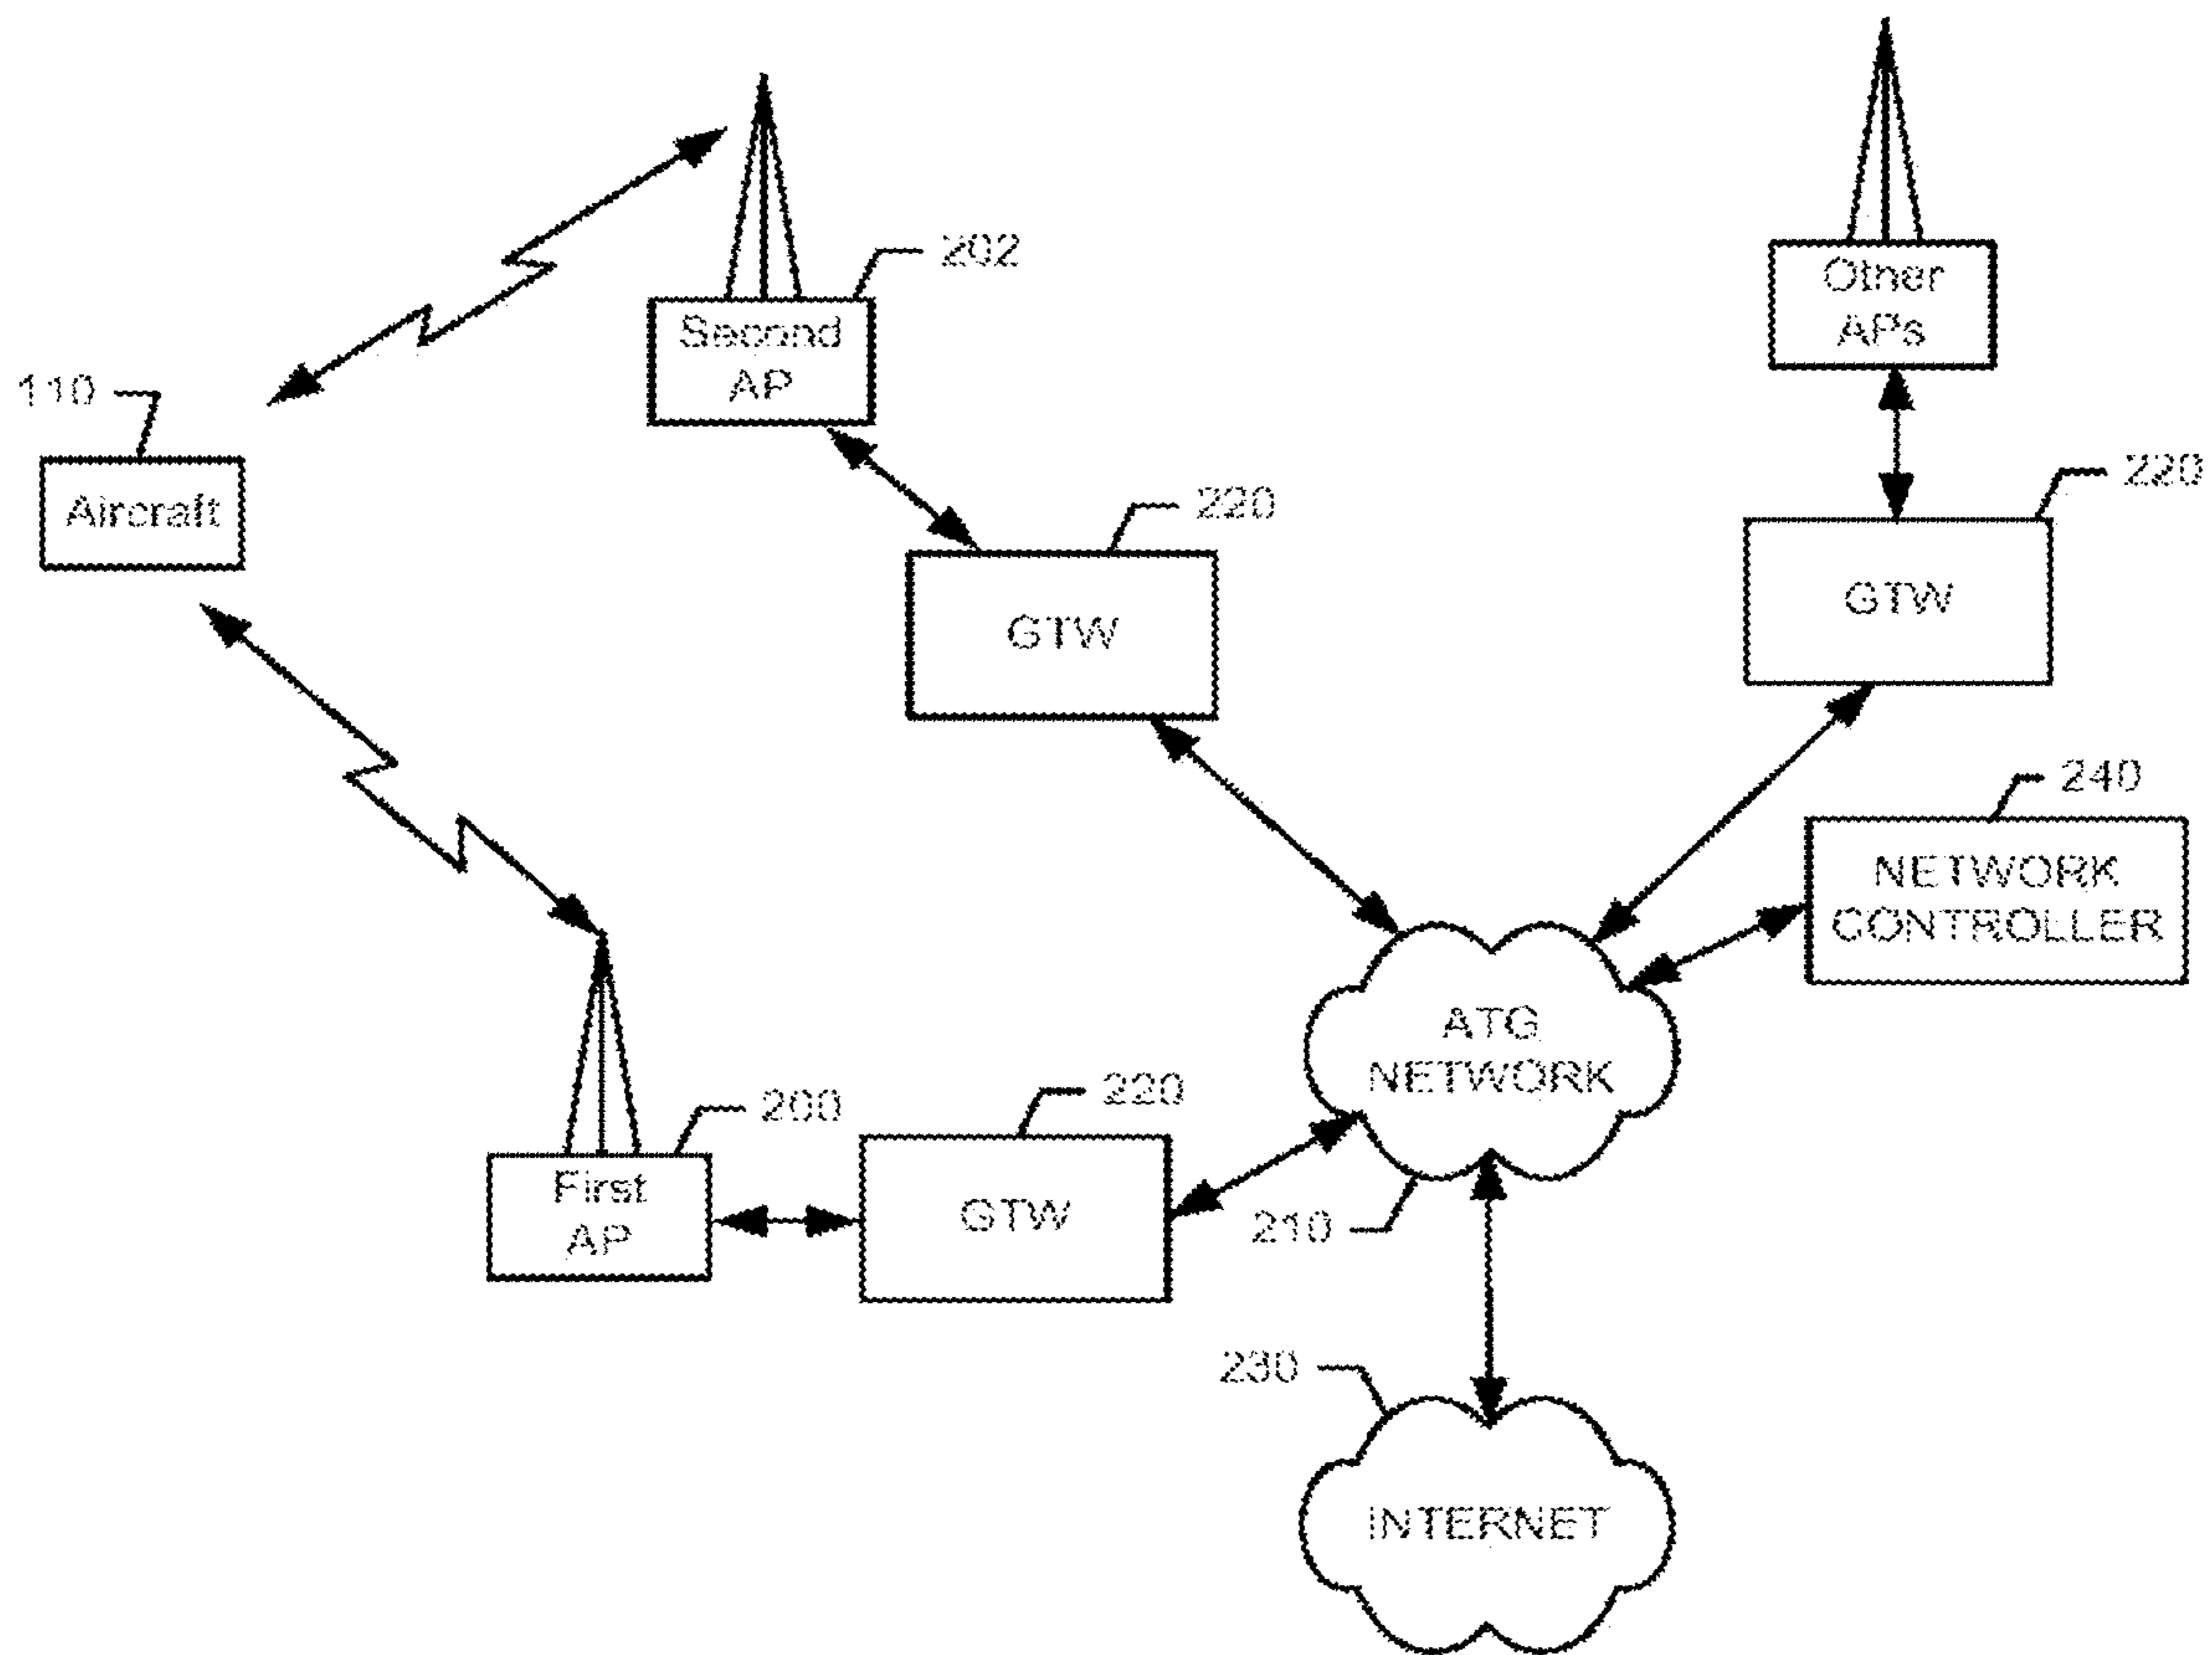 202
Second
AP
Other
APs
110
Aircraft
220
GTW
220
GTW
240
NETWORK
CONTROLLER
ATG
NETWORK
200
First
AP
220
GTW
210
230
INTERNET